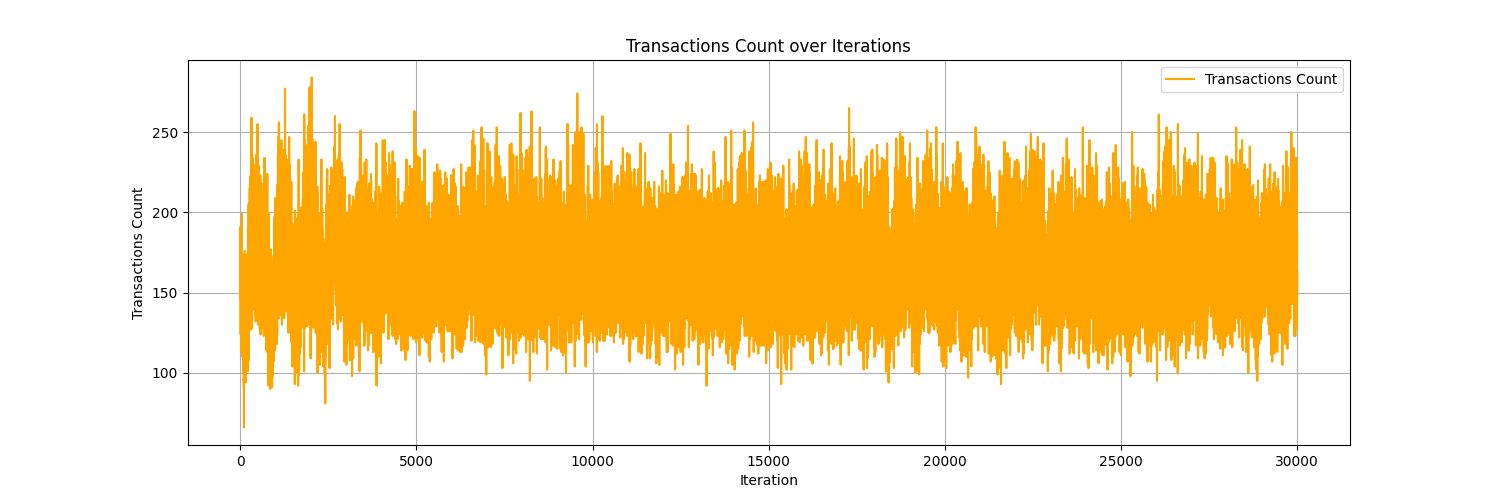 Transactions Count over Iterations
Transactions Count
250
200
150
100
Transactions Count
0
5000
10000
15000
20000
25000
30000
Iteration